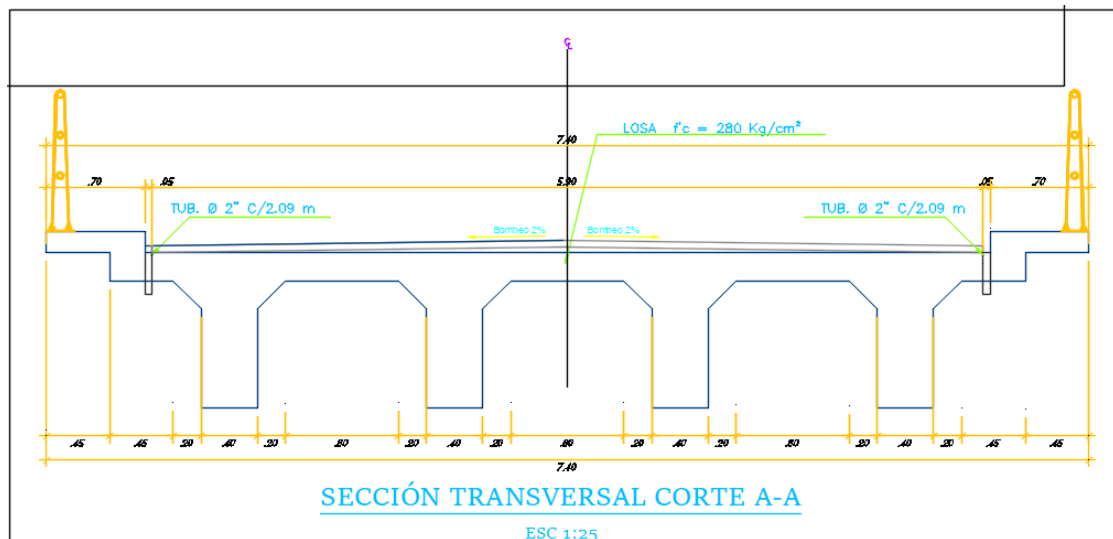 ℄
LOSA f'c = 280 Kg/cm²
7.40
.70 .05 5.90 .05 .70
TUB. Ø 2" C/2.09 m TUB. Ø 2" C/2.09 m
Bombeo 2% Bombeo 2%
.45 .45 .20 .40 .20 .80 .20 .40 .20 .80 .20 .40 .20 .80 .20 .40 .20 .45 .45
7.40
SECCIÓN TRANSVERSAL CORTE A-A
ESC 1:25